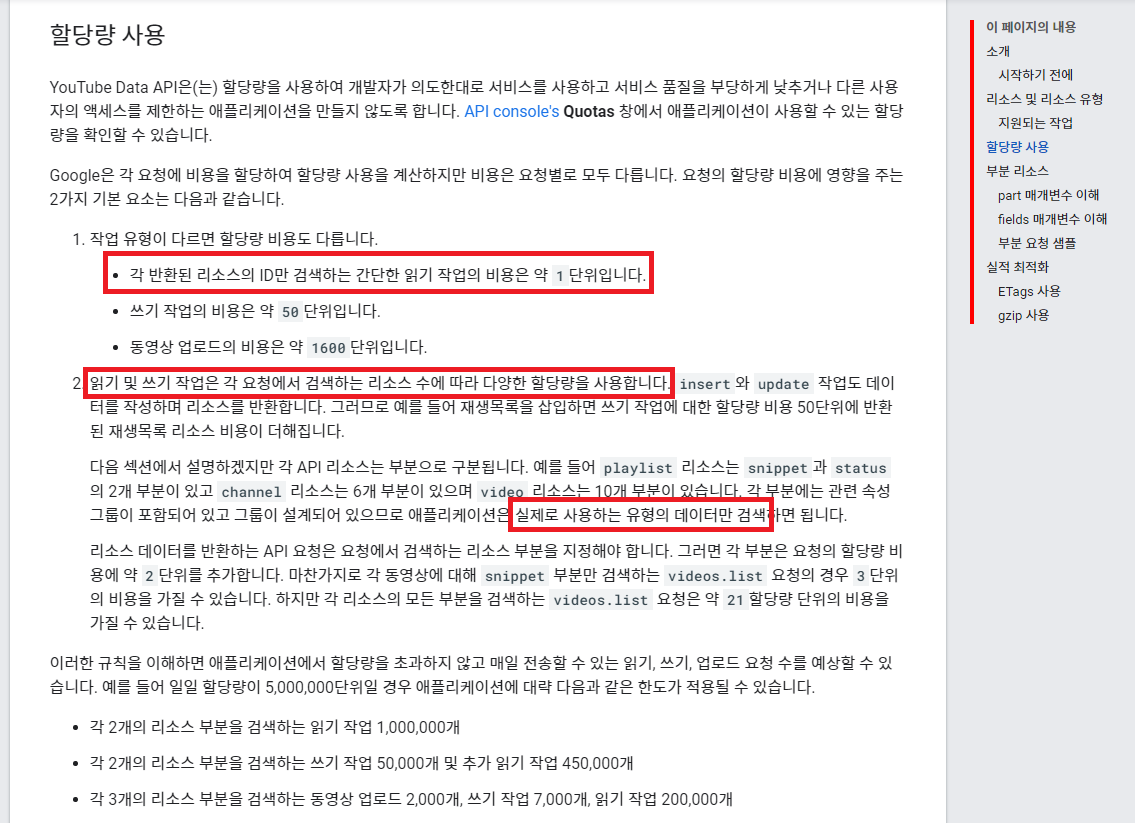 할당량 사용
YouTube Data API은(는) 할당량을 사용하여 개발자가 의도한대로 서비스를 사용하고 서비스 품질을 부당하게 낮추거나 다른 사용
자의 액세스를 제한하는 애플리케이션을 만들지 않도록 합니다. API console's Quotas 창에서 애플리케이션이 사용할 수 있는 할당
량을 확인할 수 있습니다.
Google은 각 요청에 비용을 할당하여 할당량 사용을 계산하지만 비용은 요청별로 모두 다릅니다. 요청의 할당량 비용에 영향을 주는
2가지 기본 요소는 다음과 같습니다.
1. 작업 유형이 다르면 할당량 비용도 다릅니다.
• 각 반환된 리소스의 ID만 검색하는 간단한 읽기 작업의 비용은 약 1 단위입니다.
• 쓰기 작업의 비용은 약 50 단위입니다.
• 동영상 업로드의 비용은 약 1600 단위입니다.
2. 읽기 및 쓰기 작업은 각 요청에서 검색하는 리소스 수에 따라 다양한 할당량을 사용합니다. insert 와 update 작업도 데이
터를 작성하며 리소스를 반환합니다. 그러므로 예를 들어 재생목록을 삽입하면 쓰기 작업에 대한 할당량 비용 50단위에 반환
된 재생목록 리소스 비용이 더해집니다.
다음 섹션에서 설명하겠지만 각 API 리소스는 부분으로 구분됩니다. 예를 들어 playlist 리소스는 snippet 과 status
의 2개 부분이 있고 channel 리소스는 6개 부분이 있으며 video 리소스는 10개 부분이 있습니다. 각 부분에는 관련 속성
그룹이 포함되어 있고 그룹이 설계되어 있으므로 애플리케이션은 실제로 사용하는 유형의 데이터만 검색하면 됩니다.
리소스 데이터를 반환하는 API 요청은 요청에서 검색하는 리소스 부분을 지정해야 합니다. 그러면 각 부분은 요청의 할당량 비
용에 약 2 단위를 추가합니다. 마찬가지로 각 동영상에 대해 snippet 부분만 검색하는 videos.list 요청의 경우 3 단위
의 비용을 가질 수 있습니다. 하지만 각 리소스의 모든 부분을 검색하는 videos.list 요청은 약 21 할당량 단위의 비용을
가질 수 있습니다.
이러한 규칙을 이해하면 애플리케이션에서 할당량을 초과하지 않고 매일 전송할 수 있는 읽기, 쓰기, 업로드 요청 수를 예상할 수 있
습니다. 예를 들어 일일 할당량이 5,000,000단위일 경우 애플리케이션에 대략 다음과 같은 한도가 적용될 수 있습니다.
• 각 2개의 리소스 부분을 검색하는 읽기 작업 1,000,000개
• 각 2개의 리소스 부분을 검색하는 쓰기 작업 50,000개 및 추가 읽기 작업 450,000개
• 각 3개의 리소스 부분을 검색하는 동영상 업로드 2,000개, 쓰기 작업 7,000개, 읽기 작업 200,000개
이 페이지의 내용
소개
시작하기 전에
리소스 및 리소스 유형
지원되는 작업
할당량 사용
부분 리소스
part 매개변수 이해
fields 매개변수 이해
부분 요청 샘플
실적 최적화
ETags 사용
gzip 사용